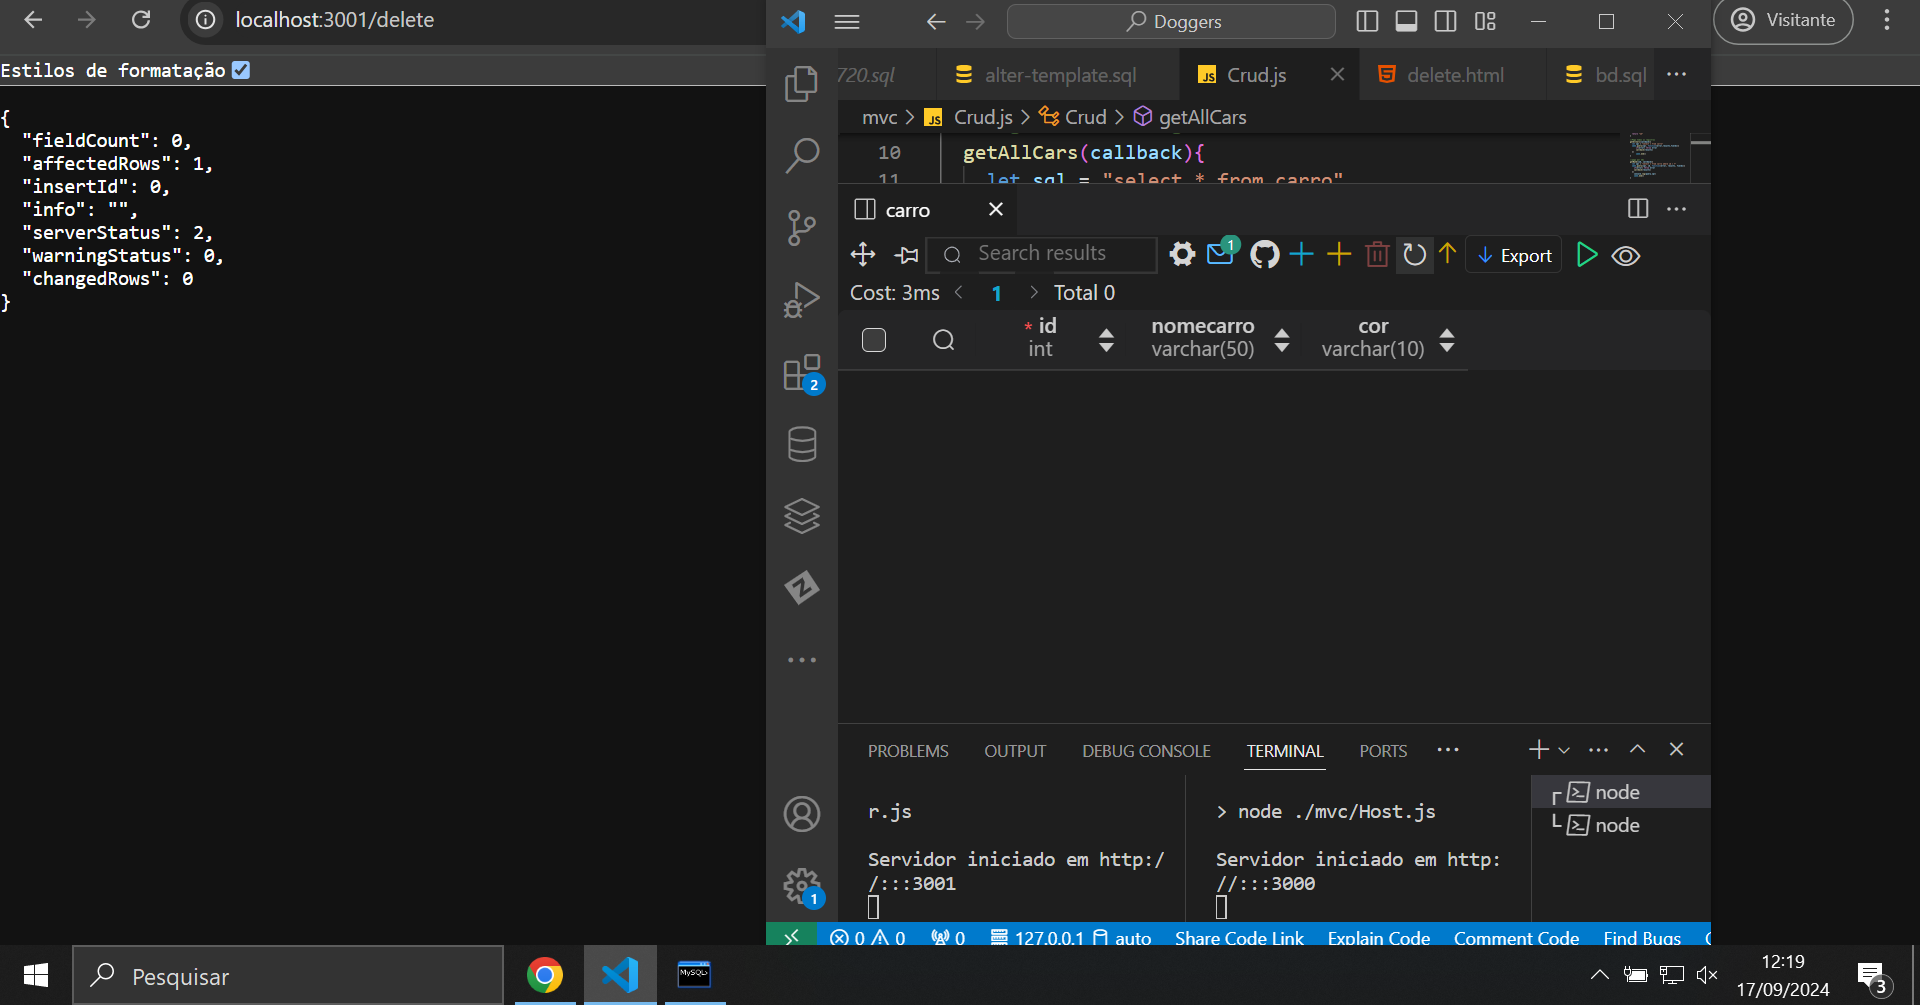 localhost:3001/delete
Estilos de formatação
{
"fieldCount": 0,
"affectedRows": 1,
"insertId": 0,
"info": "",
"serverStatus": 2,
"warningStatus": 0,
"changedRows": 0
}
Doggers
Visitante
720.sql
alter-template.sql
JS Crud.js
delete.html
bd.sql
mvc > JS Crud.js > Crud > getAllCars
10 getAllCars(callback){
11 let sql = "select * from carro"
carro
Search results
1
Export
Cost: 3ms < 1 > Total 0
* id
int
nomecarro
varchar(50)
cor
varchar(10)
2
1
PROBLEMS OUTPUT DEBUG CONSOLE TERMINAL PORTS
r.js
Servidor iniciado em http:/
/:::3001
> node ./mvc/Host.js
Servidor iniciado em http:
//:::3000
node
node
0 0 0 127.0.0.1 auto Share Code Link Explain Code Comment Code Find Bugs
Pesquisar
MySQL
12:19
17/09/2024
3